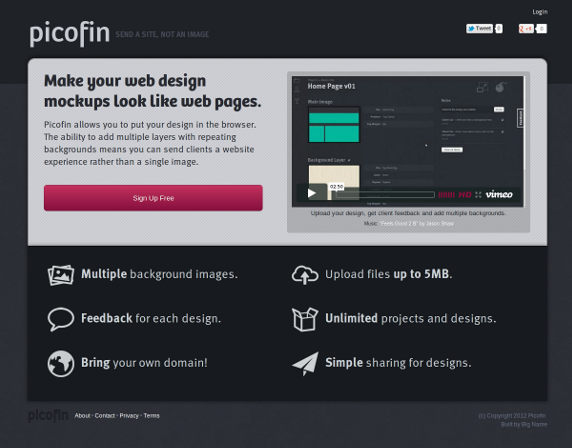 Login
picofin SEND A SITE, NOT AN IMAGE
Tweet 0
+1 0
Make your web design
mockups look like web pages.
Picofin allows you to put your design in the browser.
The ability to add multiple layers with repeating
backgrounds means you can send clients a website
experience rather than a single image.
Sign Up Free
Home Page v01
Main Image
Notes
Background Layer
02:50
HD
vimeo
Upload your design, get client feedback and add multiple backgrounds.
Music: "Feels Good 2 B" by Jason Shaw
Multiple background images.
Upload files up to 5MB.
Feedback for each design.
Unlimited projects and designs.
Bring your own domain!
Simple sharing for designs.
picofin About · Contact · Privacy · Terms
(c) Copyright 2012 Picofin
Built by Big Name